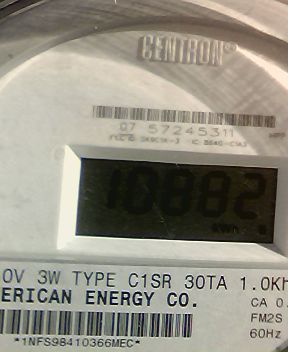 CENTRON®
07 57245311
10882
kWh
0V 3W TYPE C1SR 30TA 1.0Kh
ERICAN ENERGY CO.
CA 0.
FM2S
60Hz
*1NFS98410366MEC*